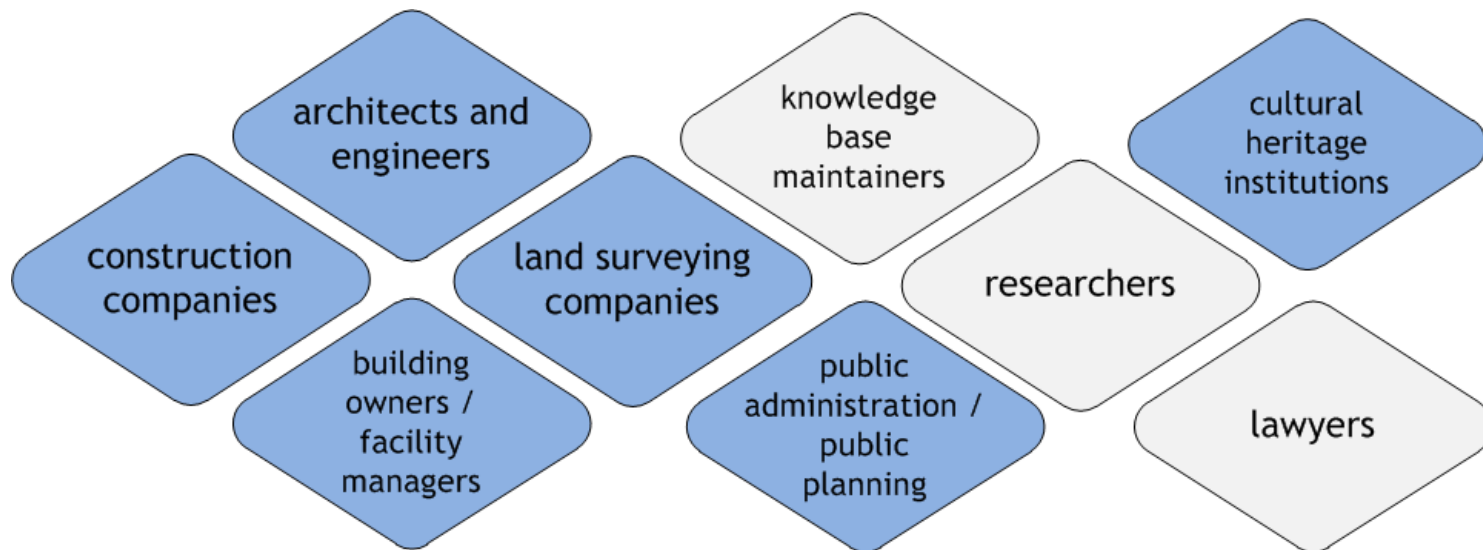 architects and
engineers
knowledge
base
maintainers
cultural
heritage
institutions
construction
companies
land surveying
companies
researchers
building
owners /
facility
managers
public
administration /
public
planning
lawyers